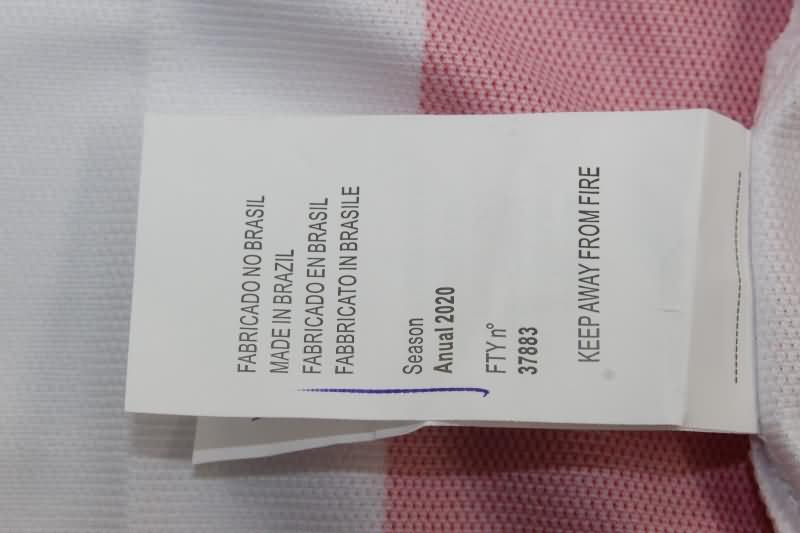 FABRICADO NO BRASIL
MADE IN BRAZIL
FABRICADO EN BRASIL
FABBRICATO IN BRASILE
Season
Anual 2020
FTY nº
37883
KEEP AWAY FROM FIRE